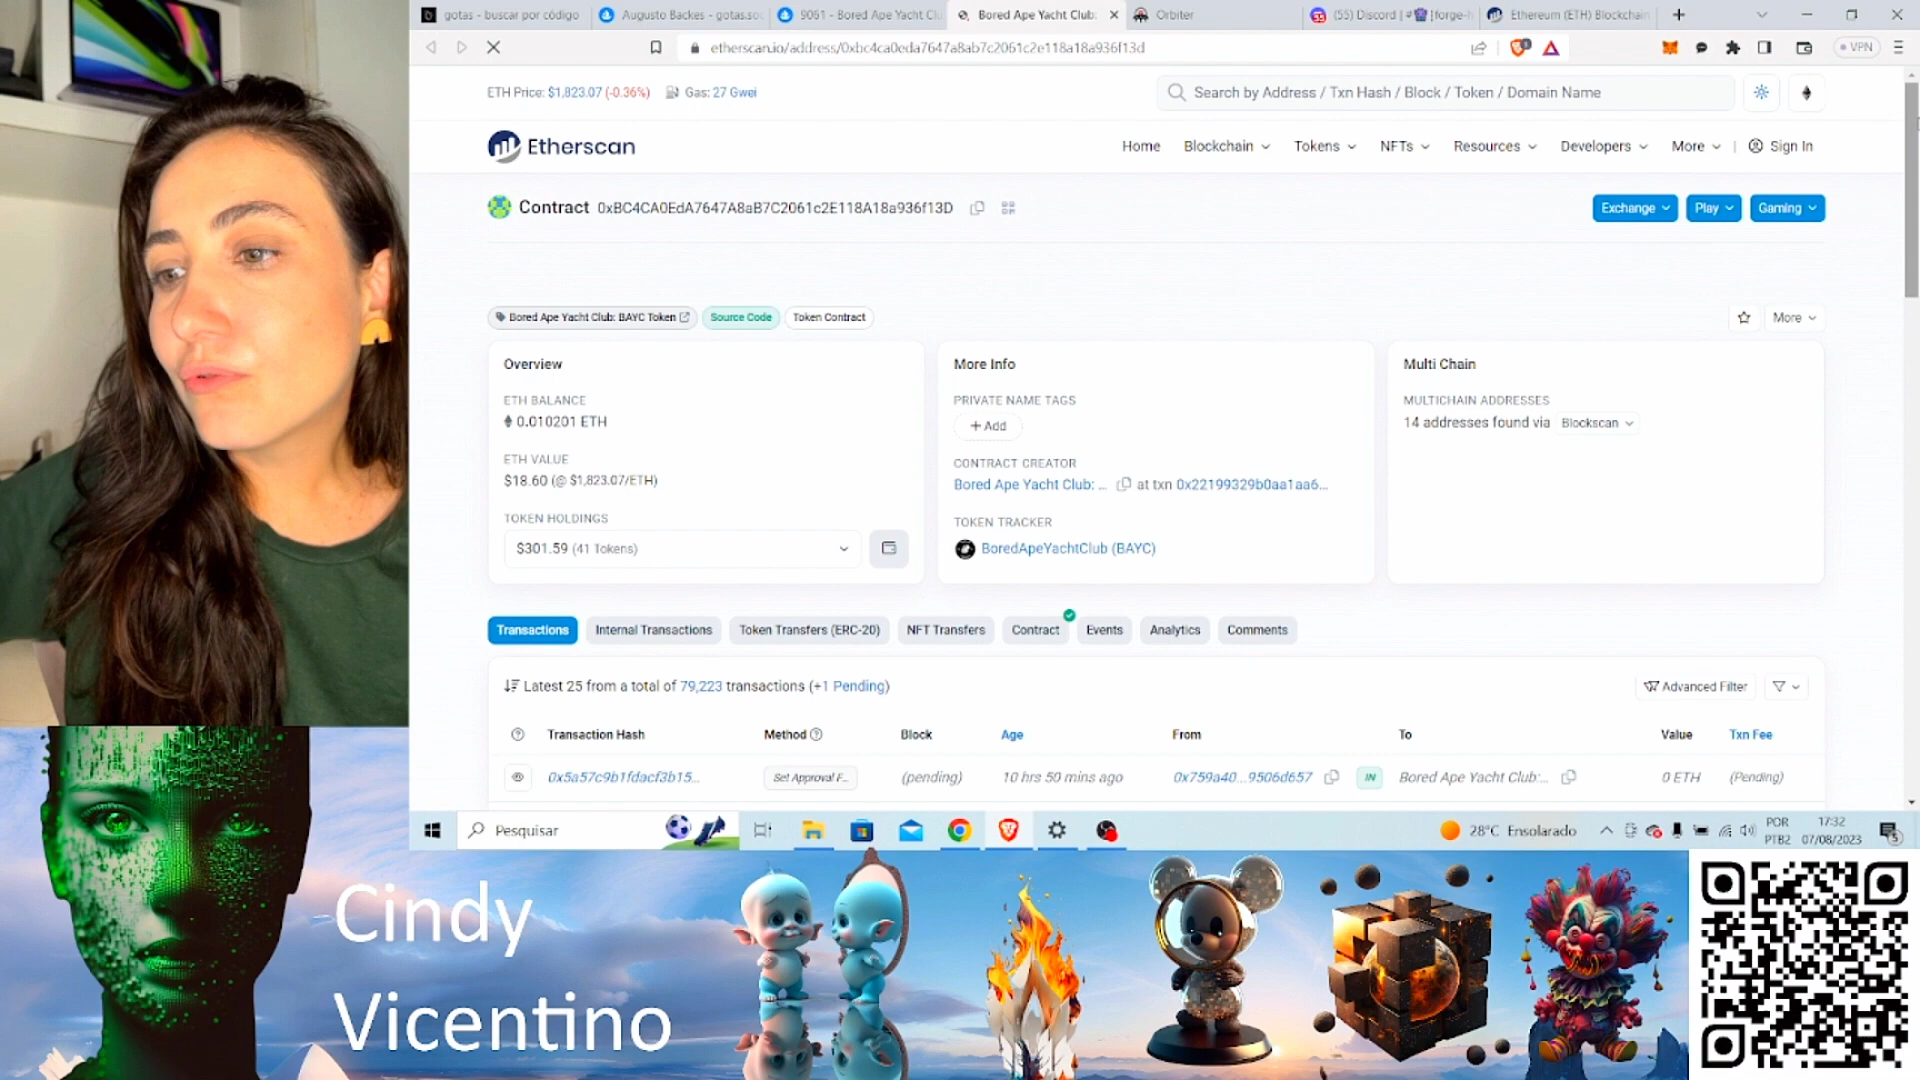 gotas - buscar por código
Augusto Backes - gotas.soc
9061 - Bored Ape Yacht Clu
Bored Ape Yacht Club:
Orbiter
(55) Discord | #
|forge-
Ethereum (ETH) Blockchain
etherscan.io/address/0xbc4ca0eda7647a8ab7c2061c2e118a18a936f13d
VPN
ETH Price: $1,823.07 (-0.36%)
Gas: 27 Gwei
Search by Address / Txn Hash / Block / Token / Domain Name
Etherscan
Home
Blockchain
Tokens
NFTs
Resources
Developers
More
|
Sign In
Contract 0xBC4CA0EdA7647A8aB7C2061c2E118A18a936f13D
Exchange
Play
Gaming
Bored Ape Yacht Club: BAYC Token
Source Code
Token Contract
More
Overview
ETH BALANCE
0.010201 ETH
ETH VALUE
$18.60 (@ $1,823.07/ETH)
TOKEN HOLDINGS
$301.59 (41 Tokens)
More Info
PRIVATE NAME TAGS
+ Add
CONTRACT CREATOR
Bored Ape Yacht Club: ... at txn 0x22199329b0aa1aa6...
TOKEN TRACKER
BoredApeYachtClub (BAYC)
Multi Chain
MULTICHAIN ADDRESSES
14 addresses found via Blockscan
Transactions
Internal Transactions
Token Transfers (ERC-20)
NFT Transfers
Contract
Events
Analytics
Comments
Latest 25 from a total of 79,223 transactions (+1 Pending)
Advanced Filter
Transaction Hash
Method
Block
Age
From
To
Value
Txn Fee
0x5a57c9b1fdacf3b15...
Set Approval F...
(pending)
10 hrs 50 mins ago
0x759a40...9506d657
IN
Bored Ape Yacht Club:...
0 ETH
(Pending)
Pesquisar
28°C Ensolarado
POR
PTB2
17:32
07/08/2023
5
Cindy
Vicentino